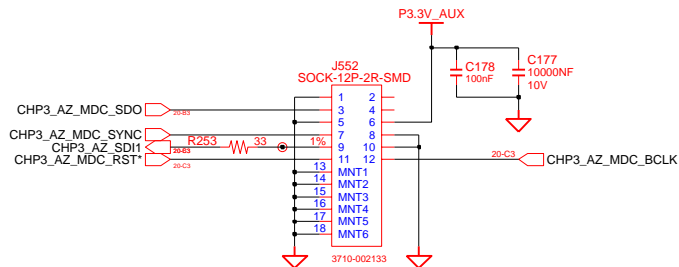 P3.3V_AUX
J552
SOCK-12P-2R-SMD
C178
100nF
C177
10000NF
10V
1 2
CHP3_AZ_MDC_SDO 20-B3 3 4
5 6
CHP3_AZ_MDC_SYNC 7 8
CHP3_AZ_SDI1 20-B3 R253 33 1% 9 10
CHP3_AZ_MDC_RST* 20-C3 11 12 20-C3 CHP3_AZ_MDC_BCLK
13 MNT1
14 MNT2
15 MNT3
16 MNT4
17 MNT5
18 MNT6
3710-002133